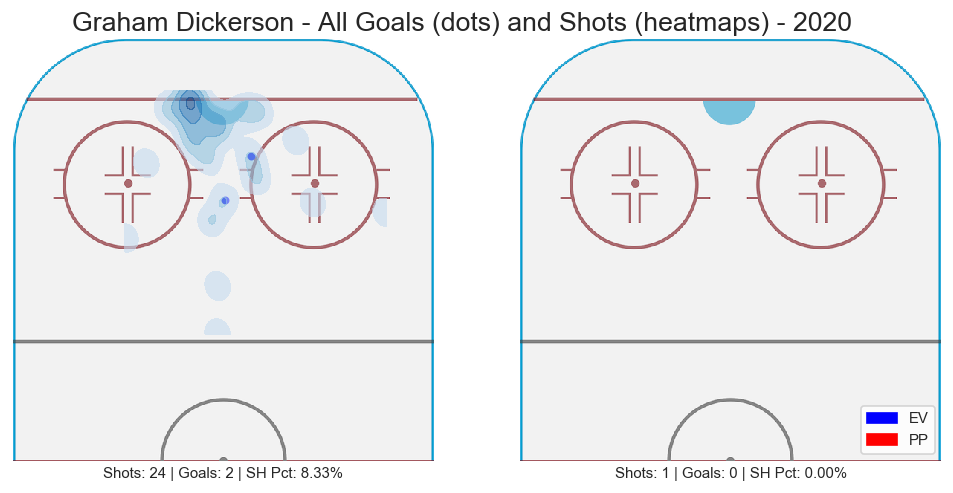 Graham Dickerson - All Goals (dots) and Shots (heatmaps) - 2020
EV
PP
Shots: 24 | Goals: 2 | SH Pct: 8.33%
Shots: 1 | Goals: 0 | SH Pct: 0.00%